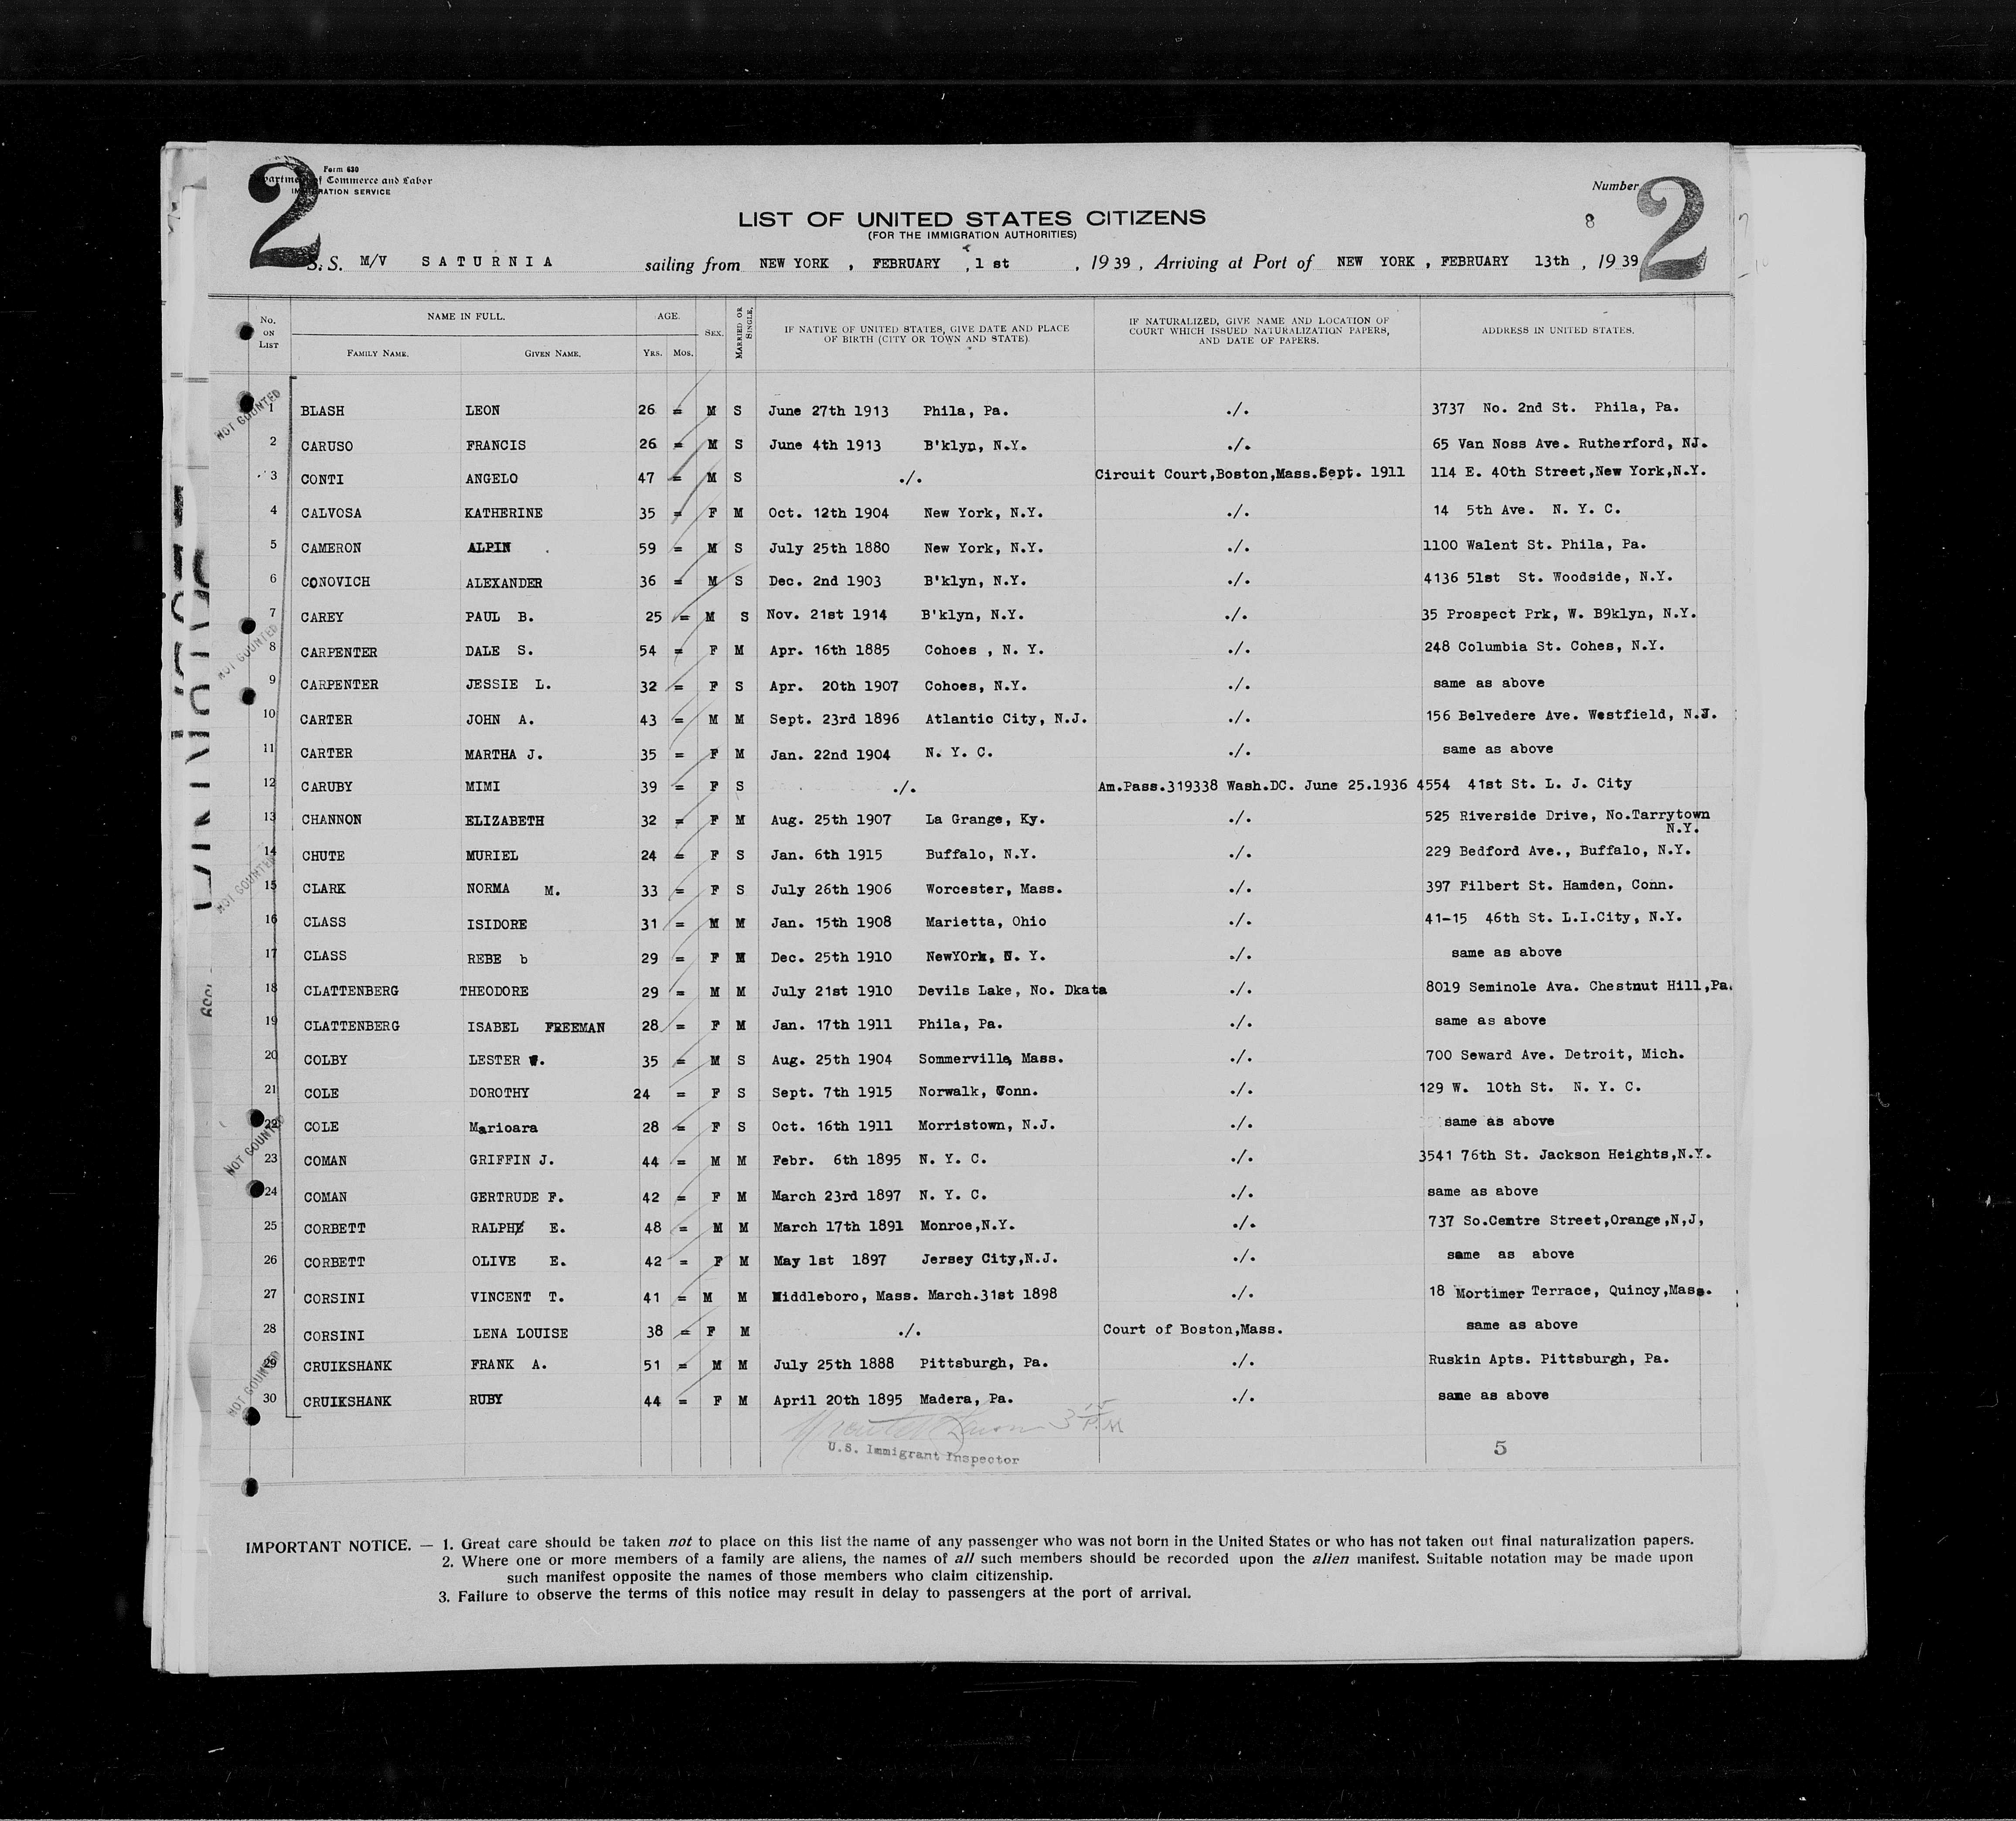 2
Form 630
Department of Commerce and Labor
IMMIGRATION SERVICE
Number
2
LIST OF UNITED STATES CITIZENS
8
(FOR THE IMMIGRATION AUTHORITIES)
S. S. M/V SATURNIA sailing from NEW YORK , FEBRUARY , 1 st , 19 39 , Arriving at Port of NEW YORK , FEBRUARY 13th , 19 39
No. ON LIST NAME IN FULL. FAMILY NAME. GIVEN NAME. AGE. YRS. MOS. SEX. MARRIED OR SINGLE. IF NATIVE OF UNITED STATES, GIVE DATE AND PLACE OF BIRTH (CITY OR TOWN AND STATE). IF NATURALIZED, GIVE NAME AND LOCATION OF COURT WHICH ISSUED NATURALIZATION PAPERS, AND DATE OF PAPERS. ADDRESS IN UNITED STATES.
NOT COUNTED
1 BLASH LEON 26 = M S June 27th 1913 Phila, Pa. ./. 3737 No. 2nd St. Phila, Pa.
2 CARUSO FRANCIS 26 = M S June 4th 1913 B'klyn, N.Y. ./. 65 Van Noss Ave. Rutherford, NJ.
3 CONTI ANGELO 47 = M S ./. Circuit Court,Boston,Mass.Sept. 1911 114 E. 40th Street,New York,N.Y.
4 CALVOSA KATHERINE 35 = F M Oct. 12th 1904 New York, N.Y. ./. 14 5th Ave. N. Y. C.
5 CAMERON ALPIN 59 = M S July 25th 1880 New York, N.Y. ./. 1100 Walent St. Phila, Pa.
6 CONOVICH ALEXANDER 36 = M S Dec. 2nd 1903 B'klyn, N.Y. ./. 4136 51st St. Woodside, N.Y.
7 CAREY PAUL B. 25 = M S Nov. 21st 1914 B'klyn, N.Y. ./. 35 Prospect Prk, W. B9klyn, N.Y.
NOT COUNTED
8 CARPENTER DALE S. 54 = F M Apr. 16th 1885 Cohoes , N. Y. ./. 248 Columbia St. Cohes, N.Y.
9 CARPENTER JESSIE L. 32 = F S Apr. 20th 1907 Cohoes, N.Y. ./. same as above
10 CARTER JOHN A. 43 = M M Sept. 23rd 1896 Atlantic City, N.J. ./. 156 Belvedere Ave. Westfield, N.J.
11 CARTER MARTHA J. 35 = F M Jan. 22nd 1904 N. Y. C. ./. same as above
12 CARUBY MIMI 39 = F S ./. Am.Pass.319338 Wash.DC. June 25.1936 4554 41st St. L. J. City
13 CHANNON ELIZABETH 32 = F M Aug. 25th 1907 La Grange, Ky. ./. 525 Riverside Drive, No.Tarrytown
N.Y.
14 CHUTE MURIEL 24 = F S Jan. 6th 1915 Buffalo, N.Y. ./. 229 Bedford Ave., Buffalo, N.Y.
NOT COUNTED
15 CLARK NORMA M. 33 = F S July 26th 1906 Worcester, Mass. ./. 397 Filbert St. Hamden, Conn.
16 CLASS ISIDORE 31 = M M Jan. 15th 1908 Marietta, Ohio ./. 41-15 46th St. L.I.City, N.Y.
17 CLASS REBE b 29 = F M Dec. 25th 1910 NewYOrk, N. Y. ./. same as above
18 CLATTENBERG THEODORE 29 = M M July 21st 1910 Devils Lake, No. Dkata ./. 8019 Seminole Ava. Chestnut Hill,Pa.
19 CLATTENBERG ISABEL FREEMAN 28 = F M Jan. 17th 1911 Phila, Pa. ./. same as above
20 COLBY LESTER W. 35 = M S Aug. 25th 1904 Sommerville, Mass. ./. 700 Seward Ave. Detroit, Mich.
21 COLE DOROTHY 24 = F S Sept. 7th 1915 Norwalk, Conn. ./. 129 W. 10th St. N. Y. C.
22 COLE Marioara 28 = F S Oct. 16th 1911 Morristown, N.J. ./. same as above
NOT COUNTED
23 COMAN GRIFFIN J. 44 = M M Febr. 6th 1895 N. Y. C. ./. 3541 76th St. Jackson Heights,N.Y.
24 COMAN GERTRUDE F. 42 = F M March 23rd 1897 N. Y. C. ./. same as above
25 CORBETT RALPH E. 48 = M M March 17th 1891 Monroe,N.Y. ./. 737 So.Centre Street,Orange,N,J,
26 CORBETT OLIVE E. 42 = F M May 1st 1897 Jersey City,N.J. ./. same as above
27 CORSINI VINCENT T. 41 = M M Middleboro, Mass. March.31st 1898 ./. 18 Mortimer Terrace, Quincy,Mass.
28 CORSINI LENA LOUISE 38 = F M ./. Court of Boston,Mass. same as above
29 CRUIKSHANK FRANK A. 51 = M M July 25th 1888 Pittsburgh, Pa. ./. Ruskin Apts. Pittsburgh, Pa.
NOT COUNTED
30 CRUIKSHANK RUBY 44 = F M April 20th 1895 Madera, Pa. ./. same as above
U.S. Immigrant Inspector
5
IMPORTANT NOTICE. — 1. Great care should be taken not to place on this list the name of any passenger who was not born in the United States or who has not taken out final naturalization papers.
2. Where one or more members of a family are aliens, the names of all such members should be recorded upon the alien manifest. Suitable notation may be made upon
such manifest opposite the names of those members who claim citizenship.
3. Failure to observe the terms of this notice may result in delay to passengers at the port of arrival.